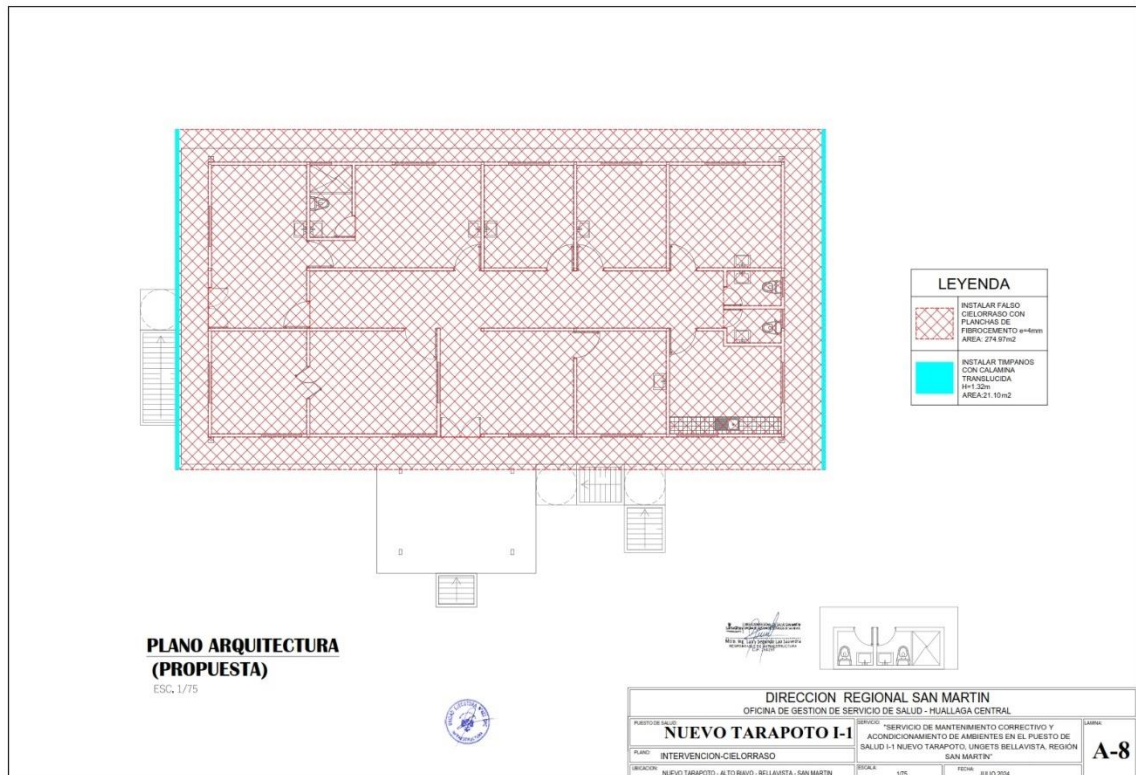 LEYENDA
INSTALAR FALSO
CIELORRASO CON
PLANCHAS DE
FIBROCEMENTO e=4mm
AREA: 274.97m2
INSTALAR TIMPANOS
CON CALAMINA
TRANSLUCIDA
H=1.32m
AREA:21.10m2
PLANO ARQUITECTURA
(PROPUESTA)
ESC. 1/75
DIRECCION REGIONAL SAN MARTIN
OFICINA DE GESTION DE SERVICIO DE SALUD - HUALLAGA CENTRAL
PUESTO DE SALUD:
NUEVO TARAPOTO I-1
PLANO:
INTERVENCION-CIELORRASO
UBICACION:
NUEVO TARAPOTO - ALTO BIAVO - BELLAVISTA - SAN MARTIN
SERVICIO:
"SERVICIO DE MANTENIMIENTO CORRECTIVO Y
ACONDICIONAMIENTO DE AMBIENTES EN EL PUESTO DE
SALUD I-1 NUEVO TARAPOTO, UNGETS BELLAVISTA, REGIÓN
SAN MARTIN"
ESCALA:
1/75
FECHA:
JULIO 2024
LAMINA:
A-8